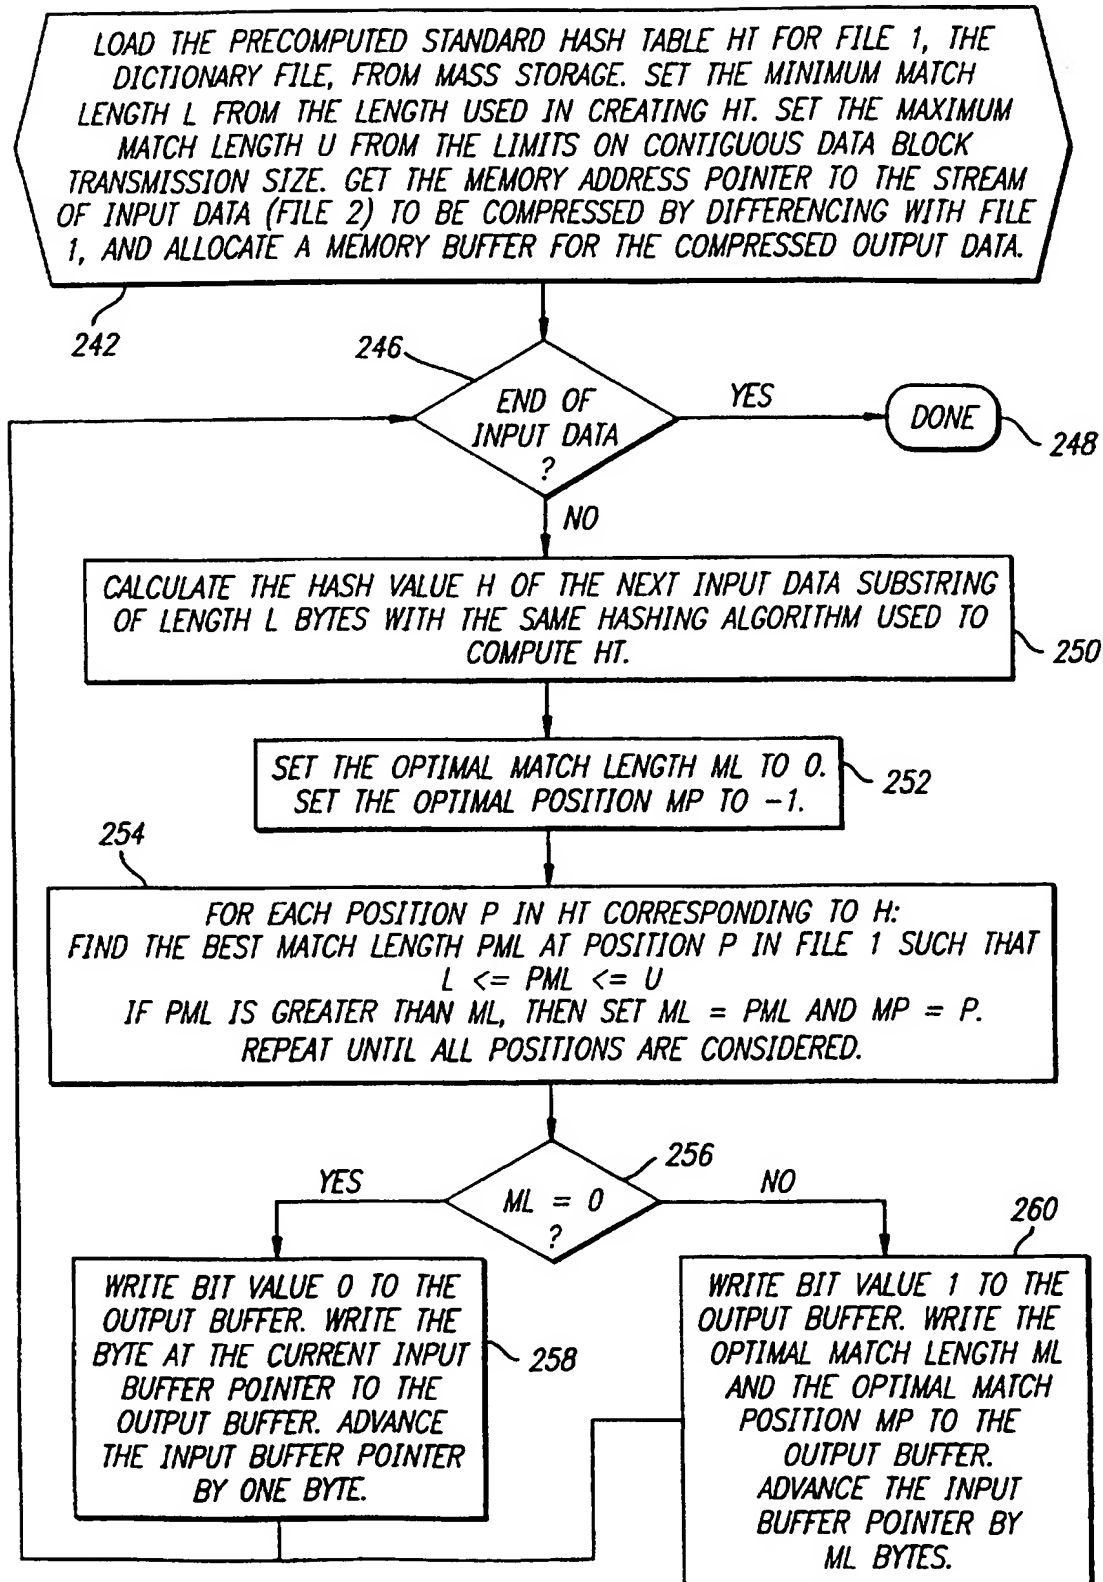 LOAD THE PRECOMPUTED STANDARD HASH TABLE HT FOR FILE 1, THE
DICTIONARY FILE, FROM MASS STORAGE. SET THE MINIMUM MATCH
LENGTH L FROM THE LENGTH USED IN CREATING HT. SET THE MAXIMUM
MATCH LENGTH U FROM THE LIMITS ON CONTIGUOUS DATA BLOCK
TRANSMISSION SIZE. GET THE MEMORY ADDRESS POINTER TO THE STREAM
OF INPUT DATA (FILE 2) TO BE COMPRESSED BY DIFFERENCING WITH FILE
1, AND ALLOCATE A MEMORY BUFFER FOR THE COMPRESSED OUTPUT DATA.
242
246
END OF
INPUT DATA
?
YES
DONE
248
NO
CALCULATE THE HASH VALUE H OF THE NEXT INPUT DATA SUBSTRING
OF LENGTH L BYTES WITH THE SAME HASHING ALGORITHM USED TO
COMPUTE HT.
250
SET THE OPTIMAL MATCH LENGTH ML TO 0.
SET THE OPTIMAL POSITION MP TO -1.
252
254
FOR EACH POSITION P IN HT CORRESPONDING TO H:
FIND THE BEST MATCH LENGTH PML AT POSITION P IN FILE 1 SUCH THAT
L <= PML <= U
IF PML IS GREATER THAN ML, THEN SET ML = PML AND MP = P.
REPEAT UNTIL ALL POSITIONS ARE CONSIDERED.
256
YES
ML = 0
?
NO
260
WRITE BIT VALUE 0 TO THE
OUTPUT BUFFER. WRITE THE
BYTE AT THE CURRENT INPUT
BUFFER POINTER TO THE
OUTPUT BUFFER. ADVANCE
THE INPUT BUFFER POINTER
BY ONE BYTE.
258
WRITE BIT VALUE 1 TO THE
OUTPUT BUFFER. WRITE THE
OPTIMAL MATCH LENGTH ML
AND THE OPTIMAL MATCH
POSITION MP TO THE
OUTPUT BUFFER.
ADVANCE THE INPUT
BUFFER POINTER BY
ML BYTES.